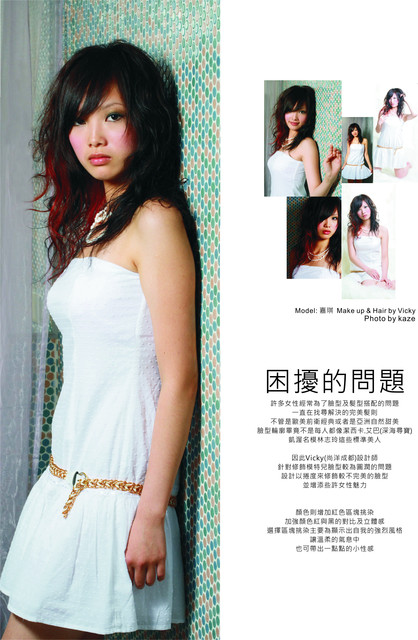 Model: 嘉琪 Make up & Hair by Vicky
Photo by kaze
困擾的問題
許多女性經常為了臉型及髮型搭配的問題
一直在找尋解決的完美髮則
不管是歐美前衛經典或者是亞洲自然甜美
臉型輪廓畢竟不是每人都像潔西卡.艾巴(深海尋寶)
凱渥名模林志玲這些標準美人
因此Vicky(尚洋成都)設計師
針對修飾模特兒臉型較為圓潤的問題
設計以捲度來修飾較不完美的臉型
並增添些許女性魅力
顏色則增加紅色區塊挑染
加強顏色紅與黑的對比及立體感
選擇區塊挑染主要為顯示出自我的強烈風格
讓溫柔的氣息中
也可帶出一點點的小性感